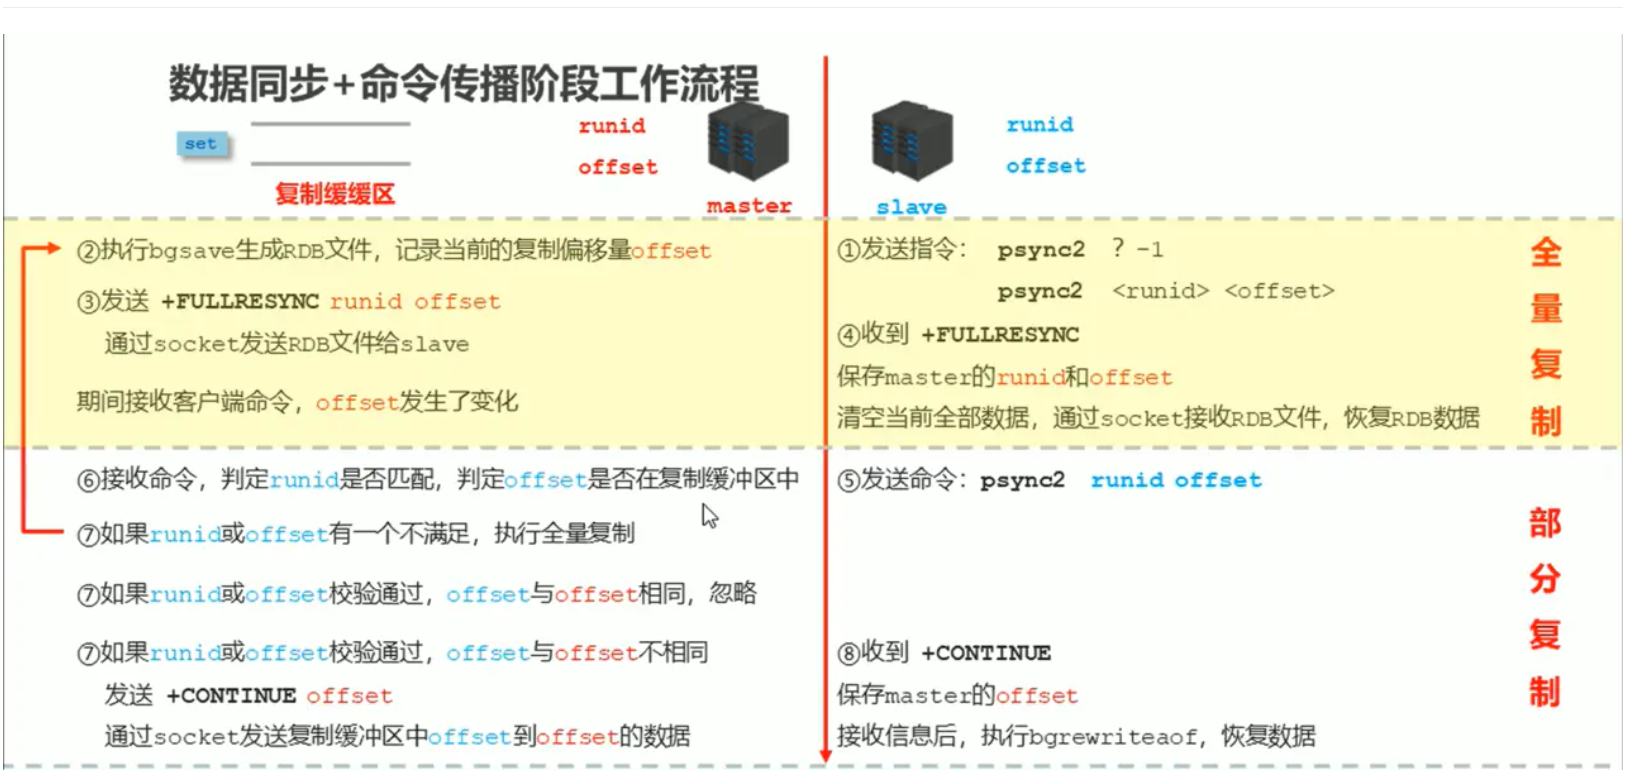 数据同步+命令传播阶段工作流程
set
复制缓缓区
runid
offset
master
runid
offset
slave
②执行bgsave生成RDB文件，记录当前的复制偏移量offset
③发送 +FULLRESYNC runid offset
通过socket发送RDB文件给slave
期间接收客户端命令，offset发生了变化
①发送指令： psync2 ? -1
psync2 <runid> <offset>
④收到 +FULLRESYNC
保存master的runid和offset
清空当前全部数据，通过socket接收RDB文件，恢复RDB数据
全
量
复
制
⑥接收命令，判定runid是否匹配，判定offset是否在复制缓冲区中
⑦如果runid或offset有一个不满足，执行全量复制
⑦如果runid或offset校验通过，offset与offset相同，忽略
⑦如果runid或offset校验通过，offset与offset不相同
发送 +CONTINUE offset
通过socket发送复制缓冲区中offset到offset的数据
⑤发送命令：psync2 runid offset
⑧收到 +CONTINUE
保存master的offset
接收信息后，执行bgrewriteaof，恢复数据
部
分
复
制